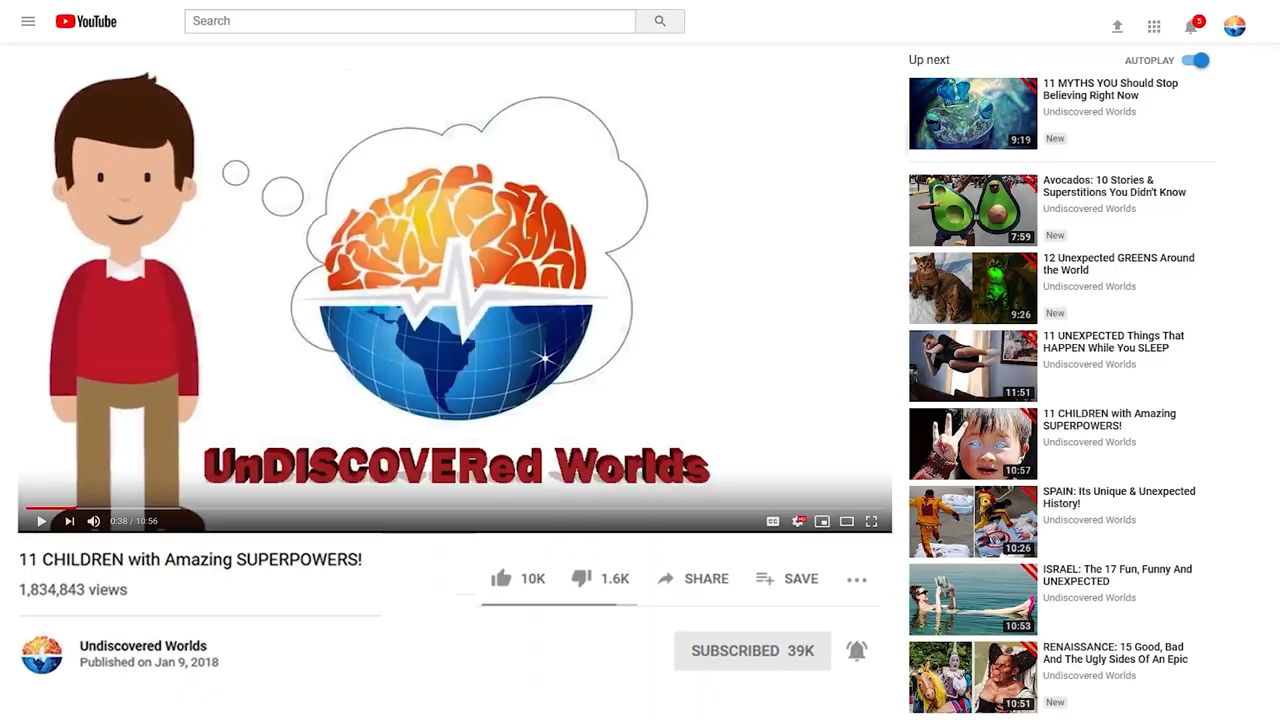 YouTube
Search
5
UnDISCOVERed Worlds
0:38 / 10:56
CC
HD
11 CHILDREN with Amazing SUPERPOWERS!
1,834,843 views
10K
1.6K
SHARE
SAVE
Undiscovered Worlds
Published on Jan 9, 2018
SUBSCRIBED 39K
Up next
AUTOPLAY
9:19
11 MYTHS YOU Should Stop
Believing Right Now
Undiscovered Worlds
New
7:59
Avocados: 10 Stories &
Superstitions You Didn't Know
Undiscovered Worlds
New
9:26
12 Unexpected GREENS Around
the World
Undiscovered Worlds
New
11:51
11 UNEXPECTED Things That
HAPPEN While You SLEEP
Undiscovered Worlds
10:57
11 CHILDREN with Amazing
SUPERPOWERS!
Undiscovered Worlds
10:26
SPAIN: Its Unique & Unexpected
History!
Undiscovered Worlds
10:53
ISRAEL: The 17 Fun, Funny And
UNEXPECTED
Undiscovered Worlds
10:51
RENAISSANCE: 15 Good, Bad
And The Ugly Sides Of An Epic
Undiscovered Worlds
New